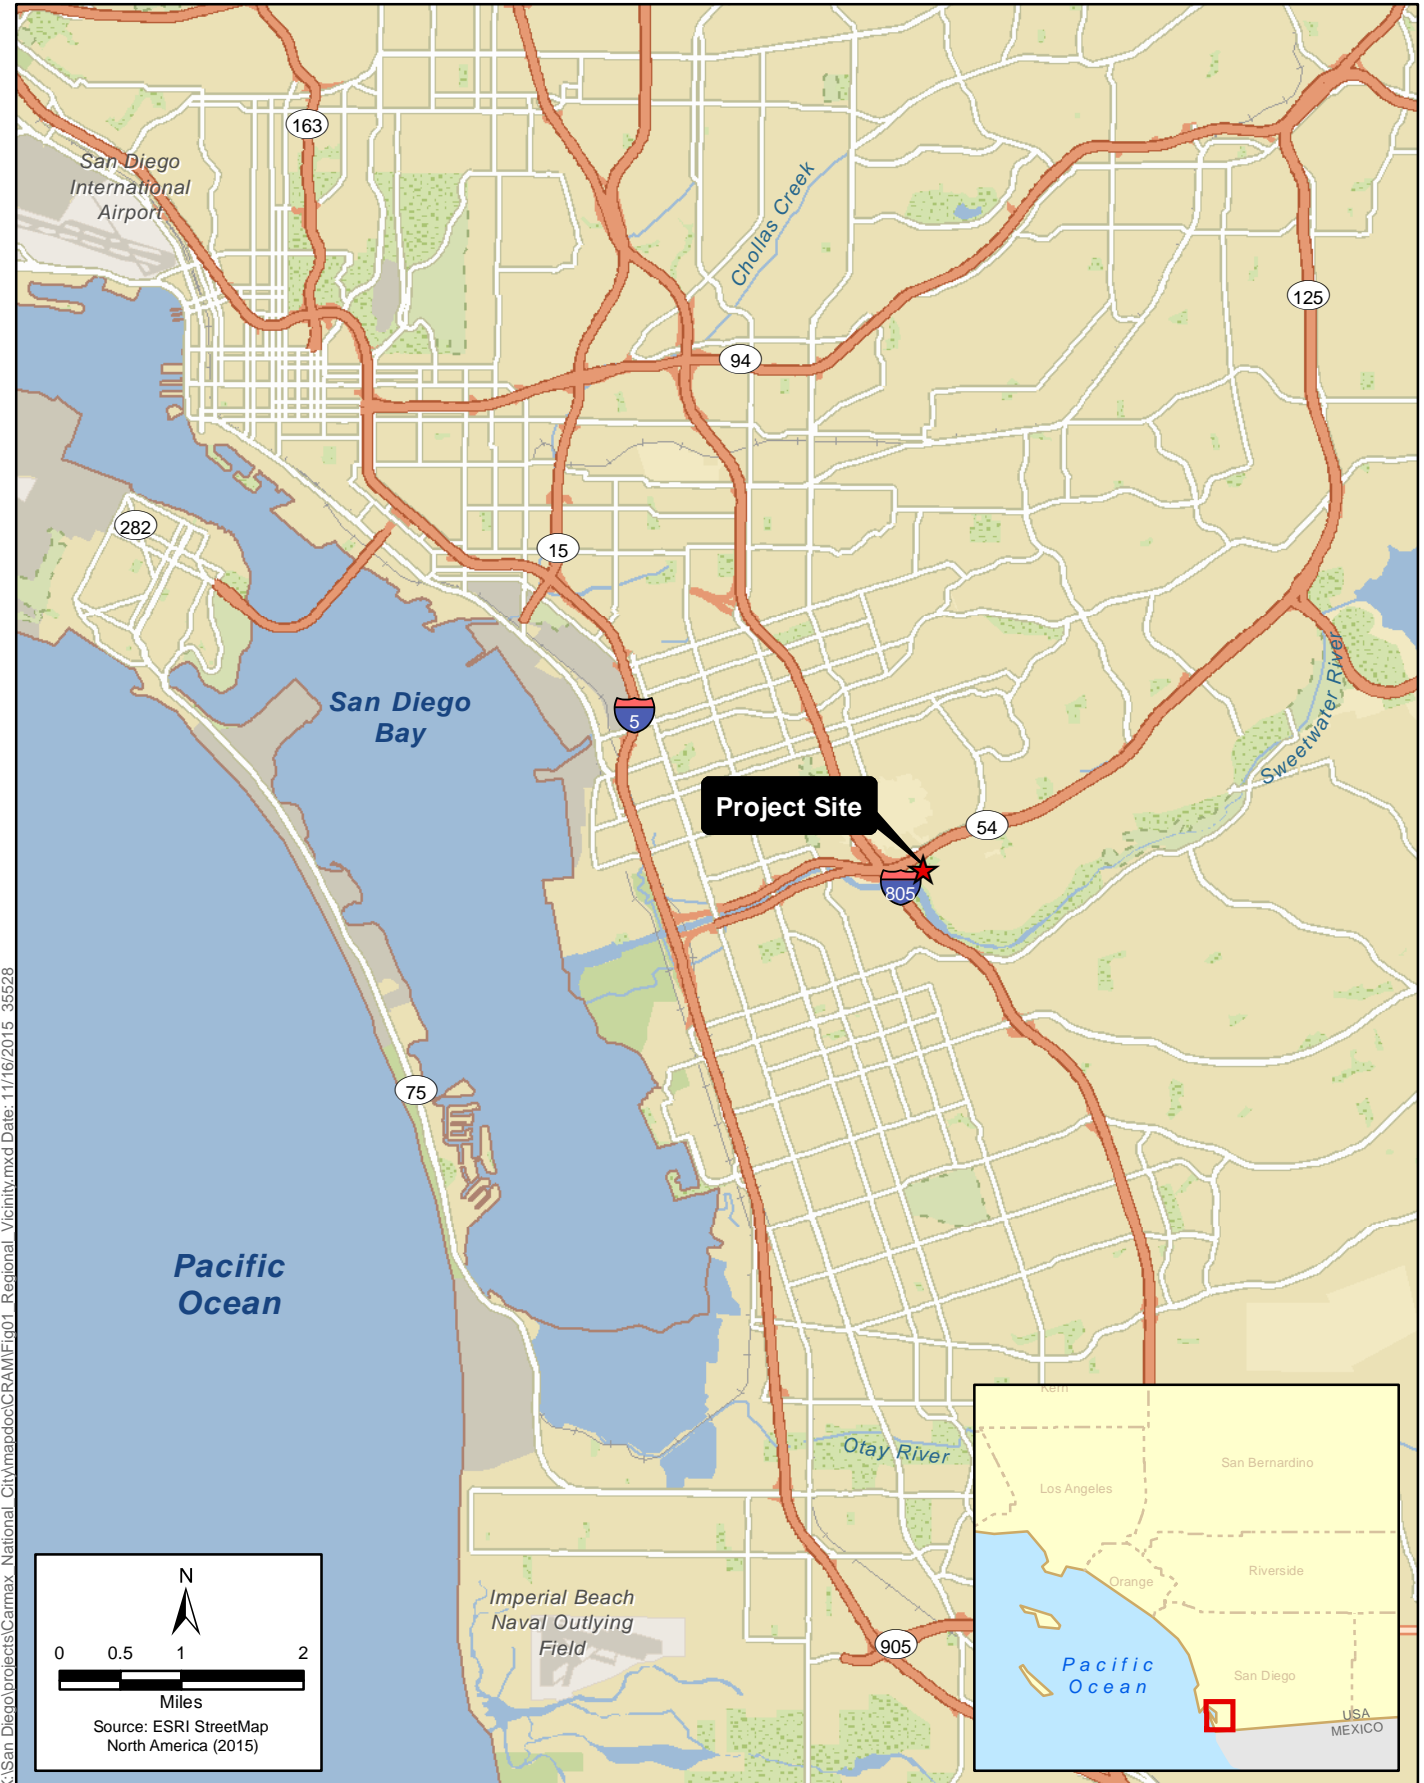 163
San Diego
International
Airport
Chollas Creek
125
94
282
15
San Diego
Bay
5
Sweetwater River
Project Site
54
805
75
Pacific
Ocean
Otay River
Imperial Beach
Naval Outlying
Field
905
N
0 0.5 1 2
Miles
Source: ESRI StreetMap
North America (2015)
Kern
San Bernardino
Los Angeles
Riverside
Orange
Pacific
Ocean
San Diego
USA
MEXICO
K:\San Diego\projects\Carmax_National_City\mapdoc\CRAM\Fig01_Regional_Vicinity.mxd Date: 11/16/2015 35528